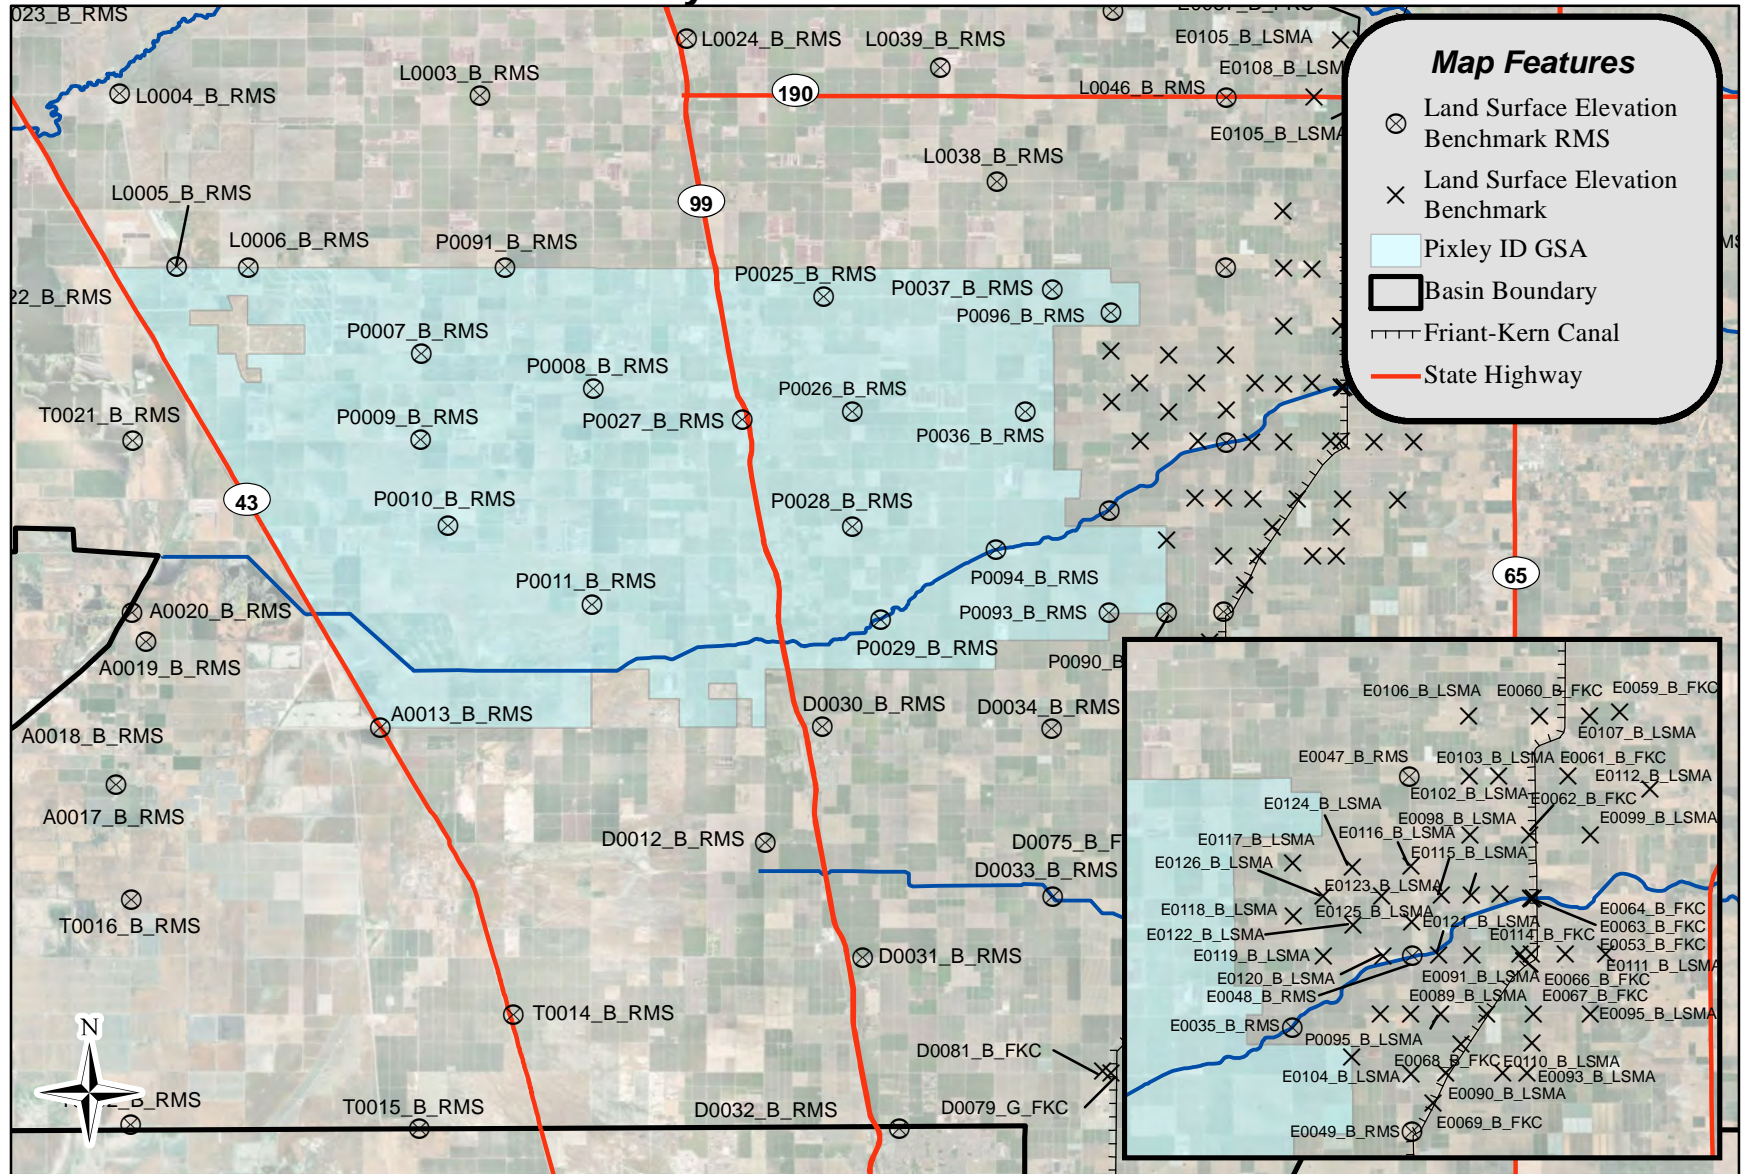 023_B_RMS
L0024_B_RMS
L0039_B_RMS
E0105_B_LSMA
E0108_B_LSM
L0003_B_RMS
L0004_B_RMS
190
L0046_B_RMS
E0105_B_LSMA
L0038_B_RMS
L0005_B_RMS
99
L0006_B_RMS
P0091_B_RMS
P0025_B_RMS
P0037_B_RMS
P0096_B_RMS
22_B_RMS
P0007_B_RMS
P0008_B_RMS
P0026_B_RMS
T0021_B_RMS
P0009_B_RMS
P0027_B_RMS
P0036_B_RMS
43
P0010_B_RMS
P0028_B_RMS
P0011_B_RMS
P0094_B_RMS
65
A0020_B_RMS
P0093_B_RMS
A0019_B_RMS
P0029_B_RMS
P0090_B
A0013_B_RMS
D0030_B_RMS
D0034_B_RMS
A0018_B_RMS
A0017_B_RMS
D0012_B_RMS
D0075_B_F
D0033_B_RMS
T0016_B_RMS
D0031_B_RMS
T0014_B_RMS
D0081_B_FKC
N
B_RMS
T0015_B_RMS
D0032_B_RMS
D0079_G_FKC
Map Features
Land Surface Elevation
Benchmark RMS
Land Surface Elevation
Benchmark
Pixley ID GSA
Basin Boundary
Friant-Kern Canal
State Highway
E0106_B_LSMA
E0060_B_FKC
E0059_B_FKC
E0107_B_LSMA
E0047_B_RMS
E0103_B_LSMA
E0061_B_FKC
E0112_B_LSMA
E0102_B_LSMA
E0062_B_FKC
E0124_B_LSMA
E0098_B_LSMA
E0099_B_LSMA
E0117_B_LSMA
E0116_B_LSMA
E0115_B_LSMA
E0126_B_LSMA
E0123_B_LSMA
E0118_B_LSMA
E0125_B_LSMA
E0064_B_FKC
E0122_B_LSMA
E0121_B_LSMA
E0063_B_FKC
E0114_B_FKC
E0053_B_FKC
E0119_B_LSMA
E0111_B_LSMA
E0120_B_LSMA
E0091_B_LSMA
E0066_B_FKC
E0048_B_RMS
E0089_B_LSMA
E0067_B_FKC
E0095_B_LSMA
E0035_B_RMS
P0095_B_LSMA
E0068_B_FKC
E0110_B_LSMA
E0104_B_LSMA
E0093_B_LSMA
E0090_B_LSMA
E0069_B_FKC
E0049_B_RMS